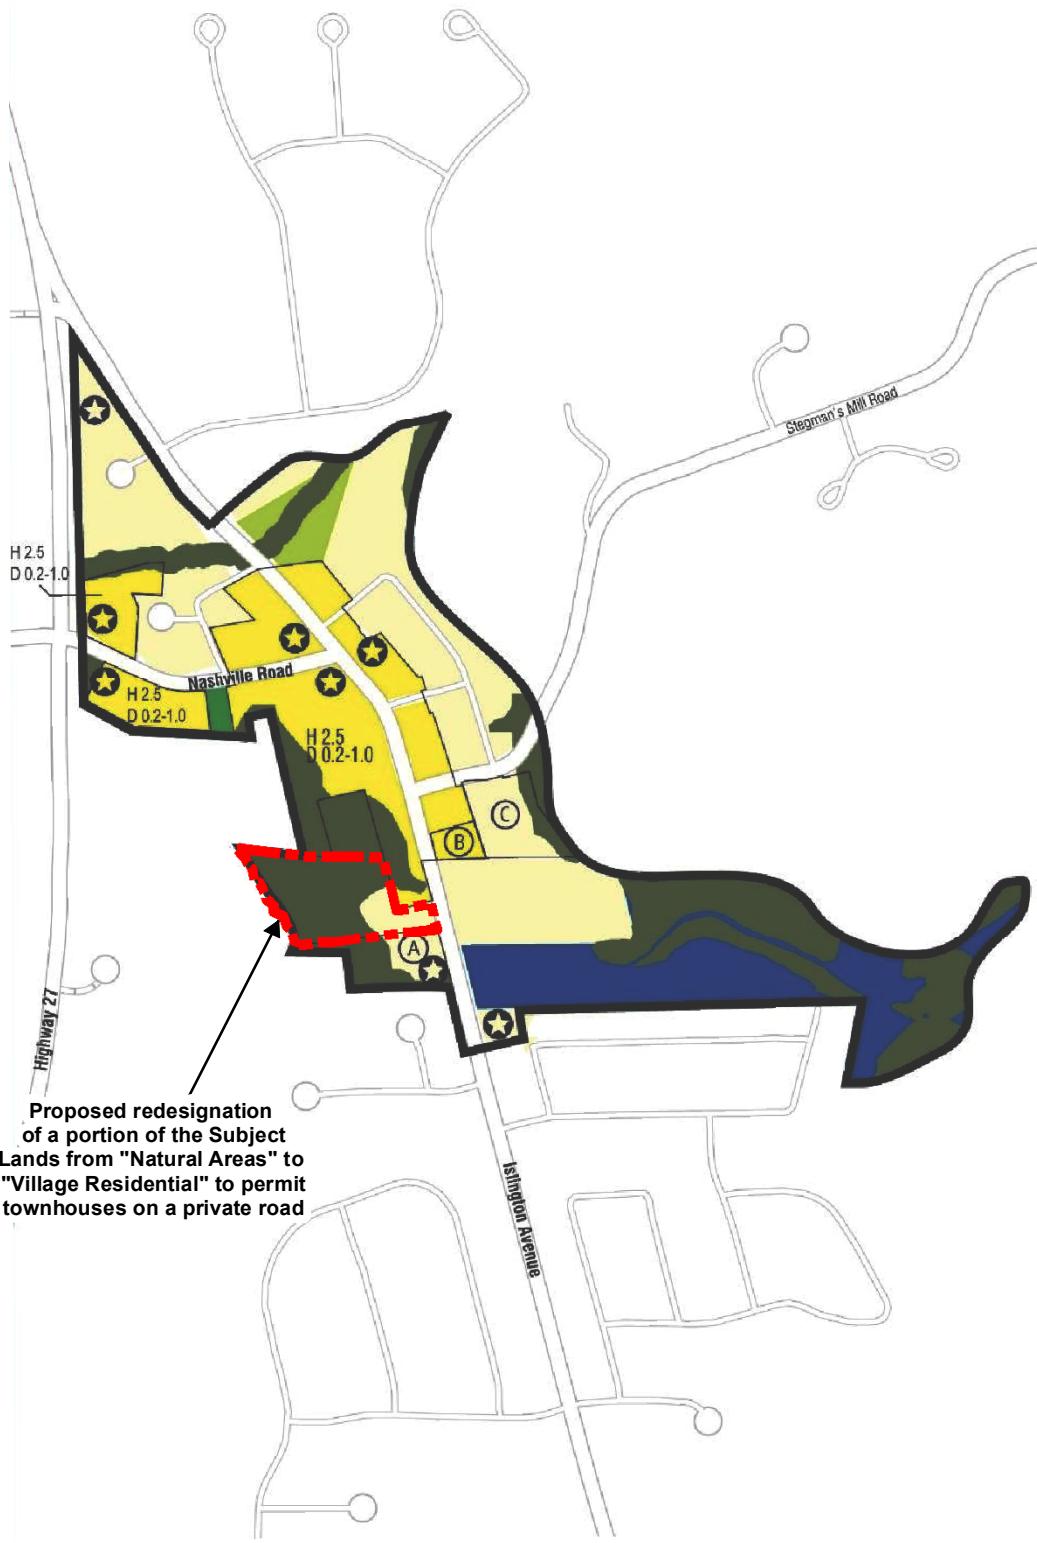 Stegman's Mill Road
H 2.5
D 0.2-1.0
Nashville Road
H 2.5
D 0.2-1.0
H 2.5
D 0.2-1.0
C
B
A
Highway 27
Proposed redesignation
of a portion of the Subject
Lands from "Natural Areas" to
"Village Residential" to permit
townhouses on a private road
Islington Avenue